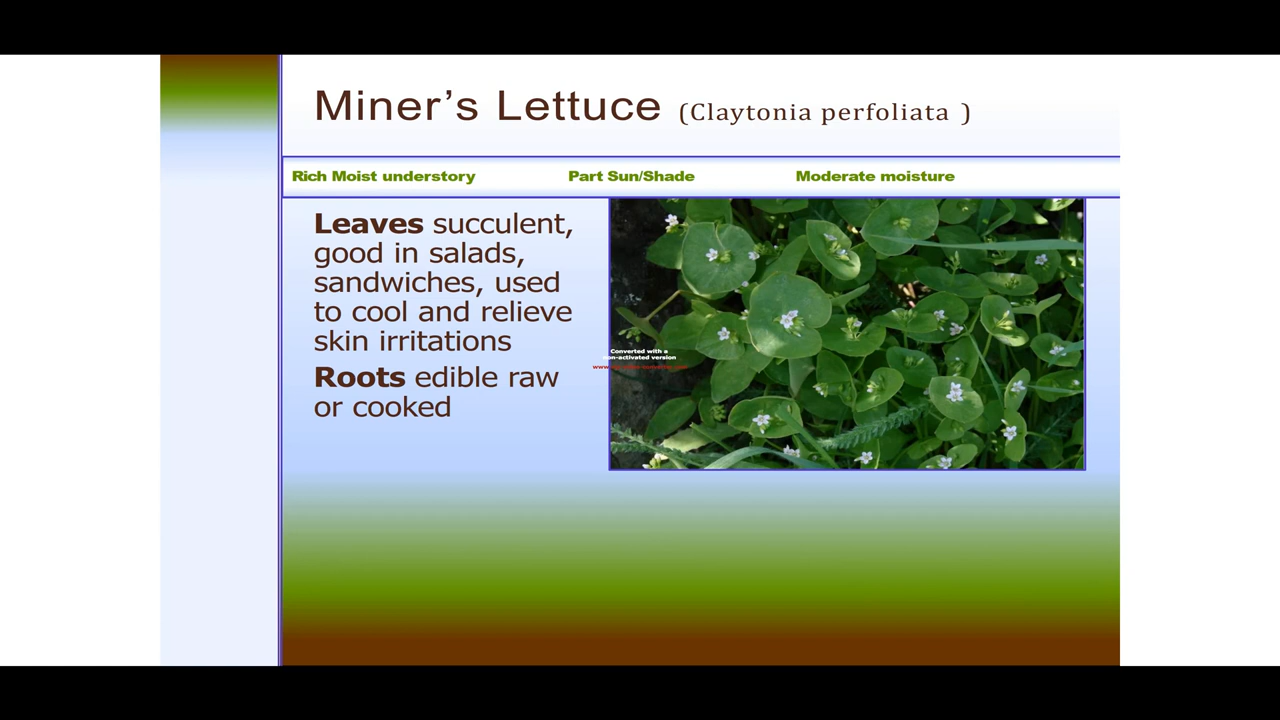 Miner’s Lettuce (Claytonia perfoliata )
Rich Moist understory Part Sun/Shade Moderate moisture
Leaves succulent,
good in salads,
sandwiches, used
to cool and relieve
skin irritations
Roots edible raw
or cooked
Converted with a
non-activated version